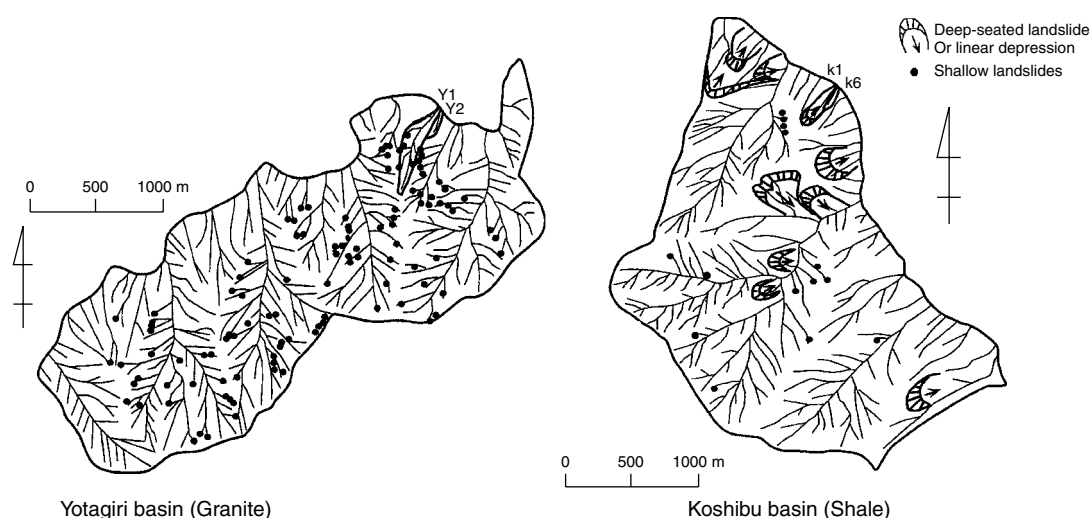 Deep-seated landslide
Or linear depression
Shallow landslides
k1
k6
Y1
Y2
0 500 1000 m
0 500 1000 m
Yotagiri basin (Granite)
Koshibu basin (Shale)